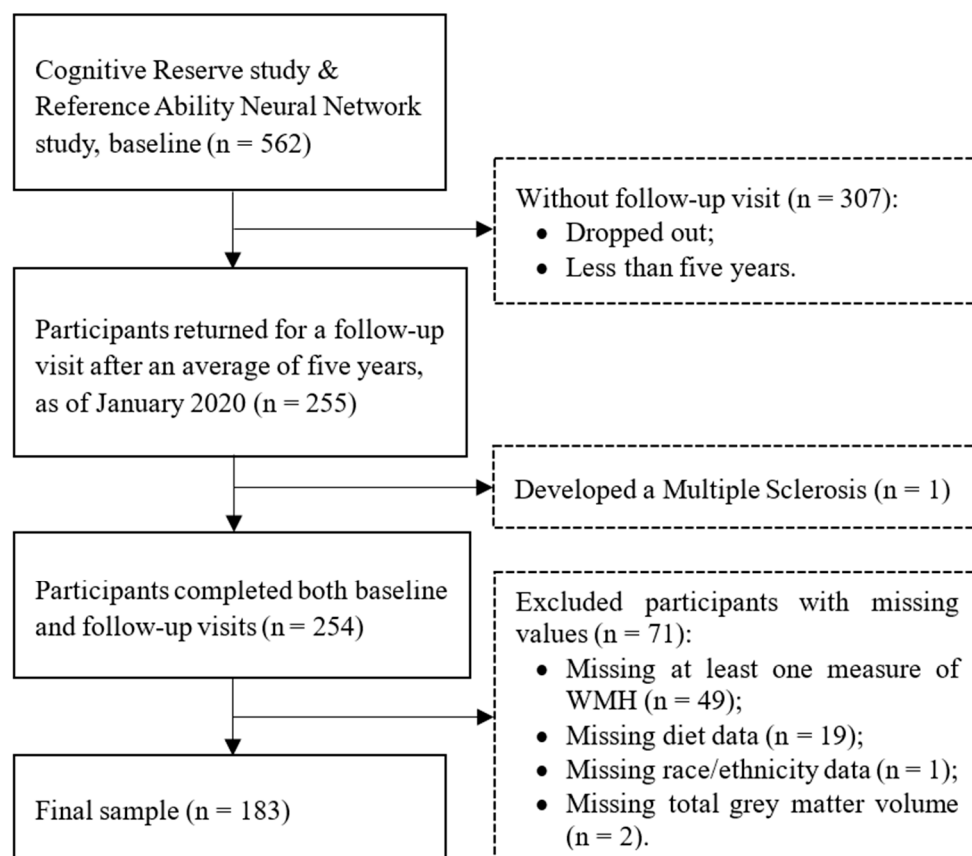 Cognitive Reserve study &
Reference Ability Neural Network
study, baseline (n = 562)
Without follow-up visit (n = 307):
• Dropped out;
• Less than five years.
Participants returned for a follow-up
visit after an average of five years,
as of January 2020 (n = 255)
Developed a Multiple Sclerosis (n = 1)
Participants completed both baseline
and follow-up visits (n = 254)
Excluded participants with missing
values (n = 71):
• Missing at least one measure of
WMH (n = 49);
• Missing diet data (n = 19);
• Missing race/ethnicity data (n = 1);
• Missing total grey matter volume
(n = 2).
Final sample (n = 183)